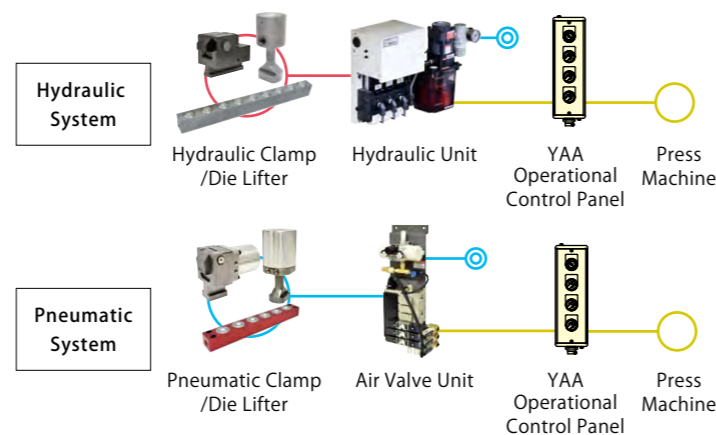 Hydraulic
System
Hydraulic Clamp
/Die Lifter
Hydraulic Unit
YAA
Operational
Control Panel
Press
Machine
Pneumatic
System
Pneumatic Clamp
/Die Lifter
Air Valve Unit
YAA
Operational
Control Panel
Press
Machine